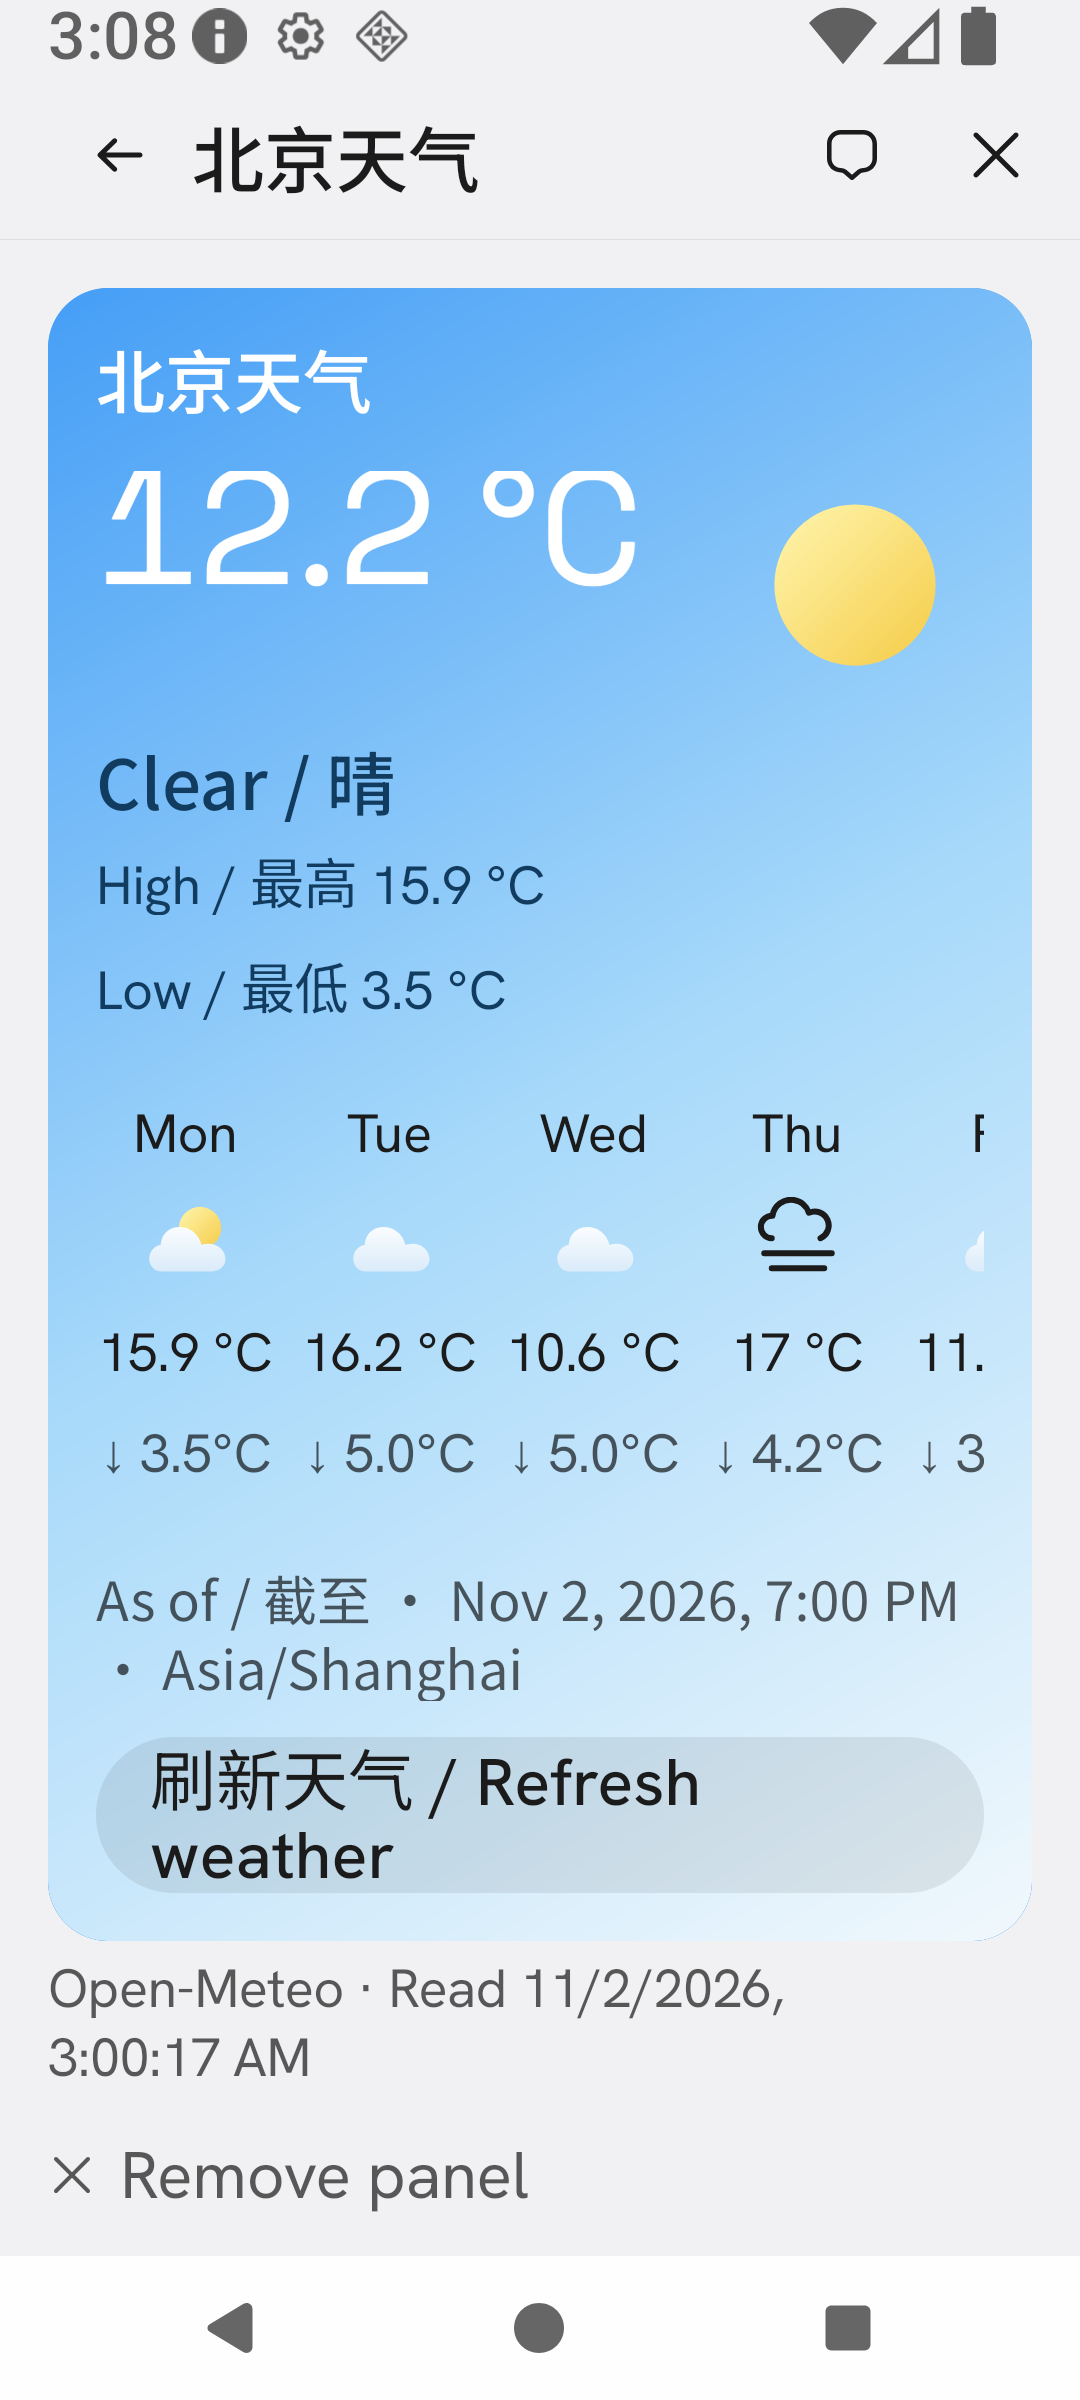 3:08
北京天气
北京天气
12.2 °C
Clear / 晴
High / 最高 15.9 °C
Low / 最低 3.5 °C
Mon Tue Wed Thu F
15.9 °C 16.2 °C 10.6 °C 17 °C 11.
↓ 3.5°C ↓ 5.0°C ↓ 5.0°C ↓ 4.2°C ↓ 3
As of / 截至 • Nov 2, 2026, 7:00 PM
• Asia/Shanghai
刷新天气 / Refresh
weather
Open-Meteo · Read 11/2/2026,
3:00:17 AM
Remove panel